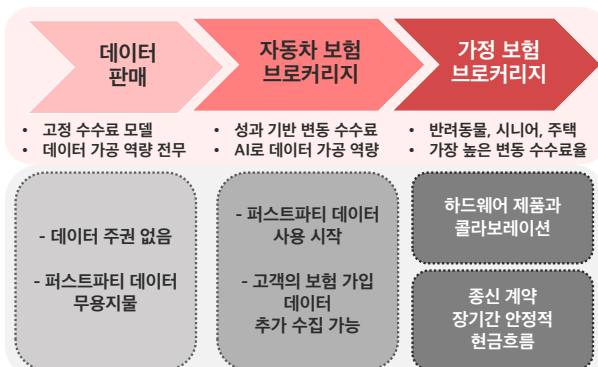 데이터
판매
자동차 보험
브로커리지
가정 보험
브로커리지
• 고정 수수료 모델
• 데이터 가공 역량 전무
• 성과 기반 변동 수수료
• AI로 데이터 가공 역량
• 반려동물, 시니어, 주택
• 가장 높은 변동 수수료율
- 데이터 주권 없음
- 퍼스트파티 데이터
무용지물
- 퍼스트파티 데이터
사용 시작
- 고객의 보험 가입
데이터
추가 수집 가능
하드웨어 제품과
콜라보레이션
종신 계약
장기간 안정적
현금흐름